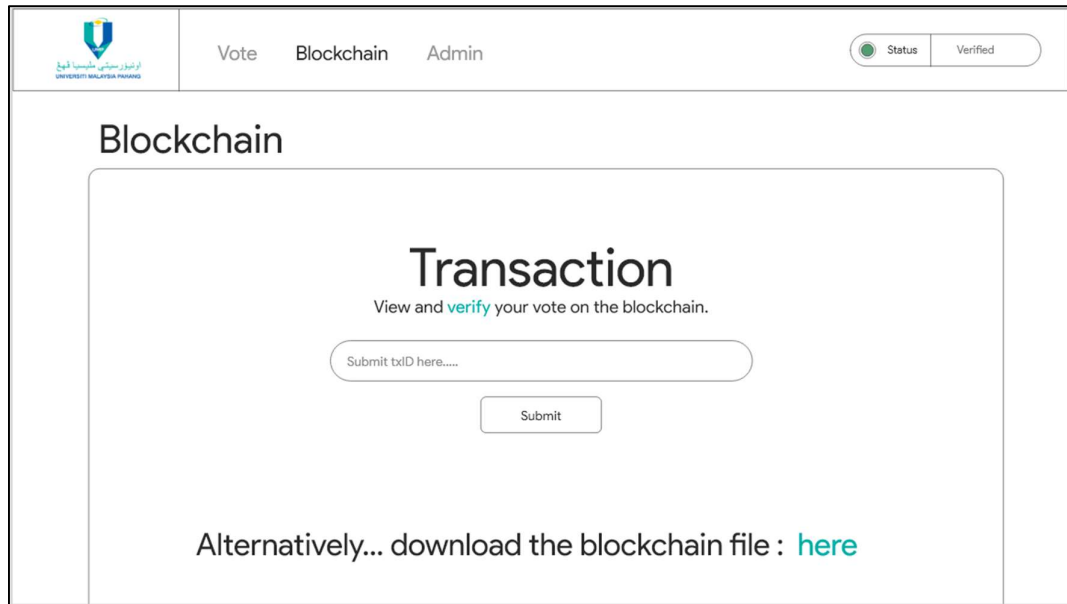 اونيۏرسيتي مليسيا ڤهڠ
UNIVERSITI MALAYSIA PAHANG
Vote
Blockchain
Admin
Status
Verified
Blockchain
Transaction
View and verify your vote on the blockchain.
Submit txID here.....
Submit
Alternatively... download the blockchain file : here